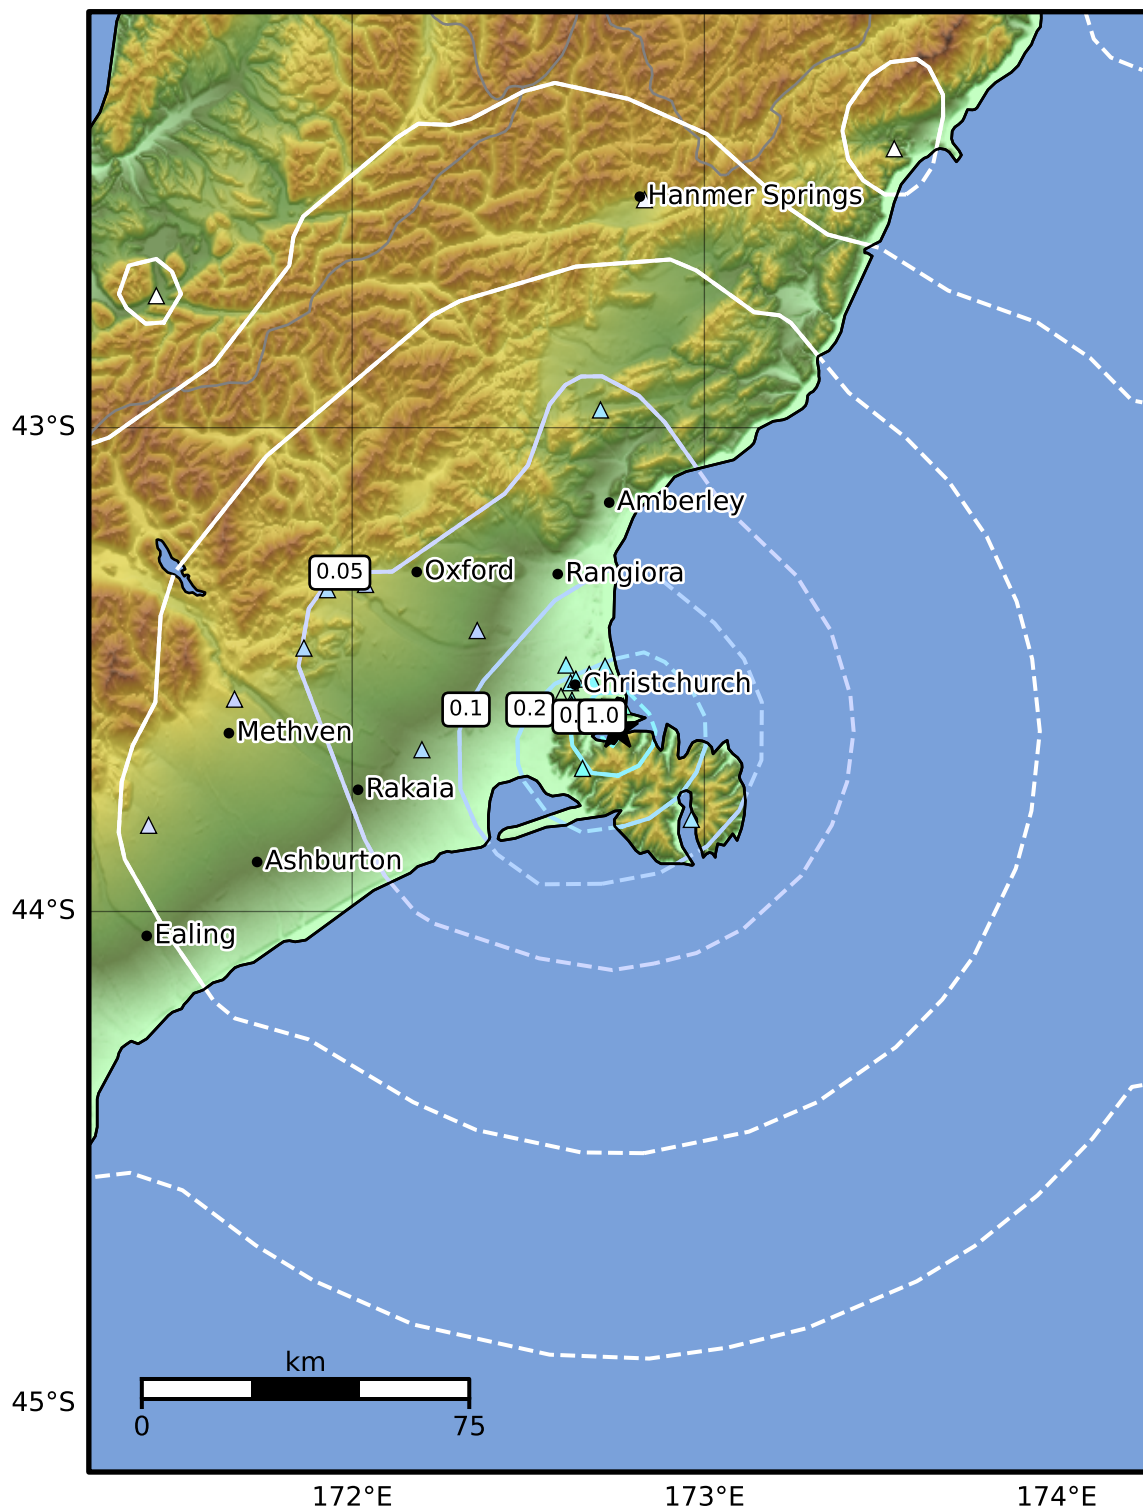 Hanmer Springs
43°S
Amberley
0.05
Oxford
Rangiora
Christchurch
0.1
0.2
1.0
Methven
Rakaia
Ashburton
44°S
Ealing
km
0
75
45°S
172°E
173°E
174°E